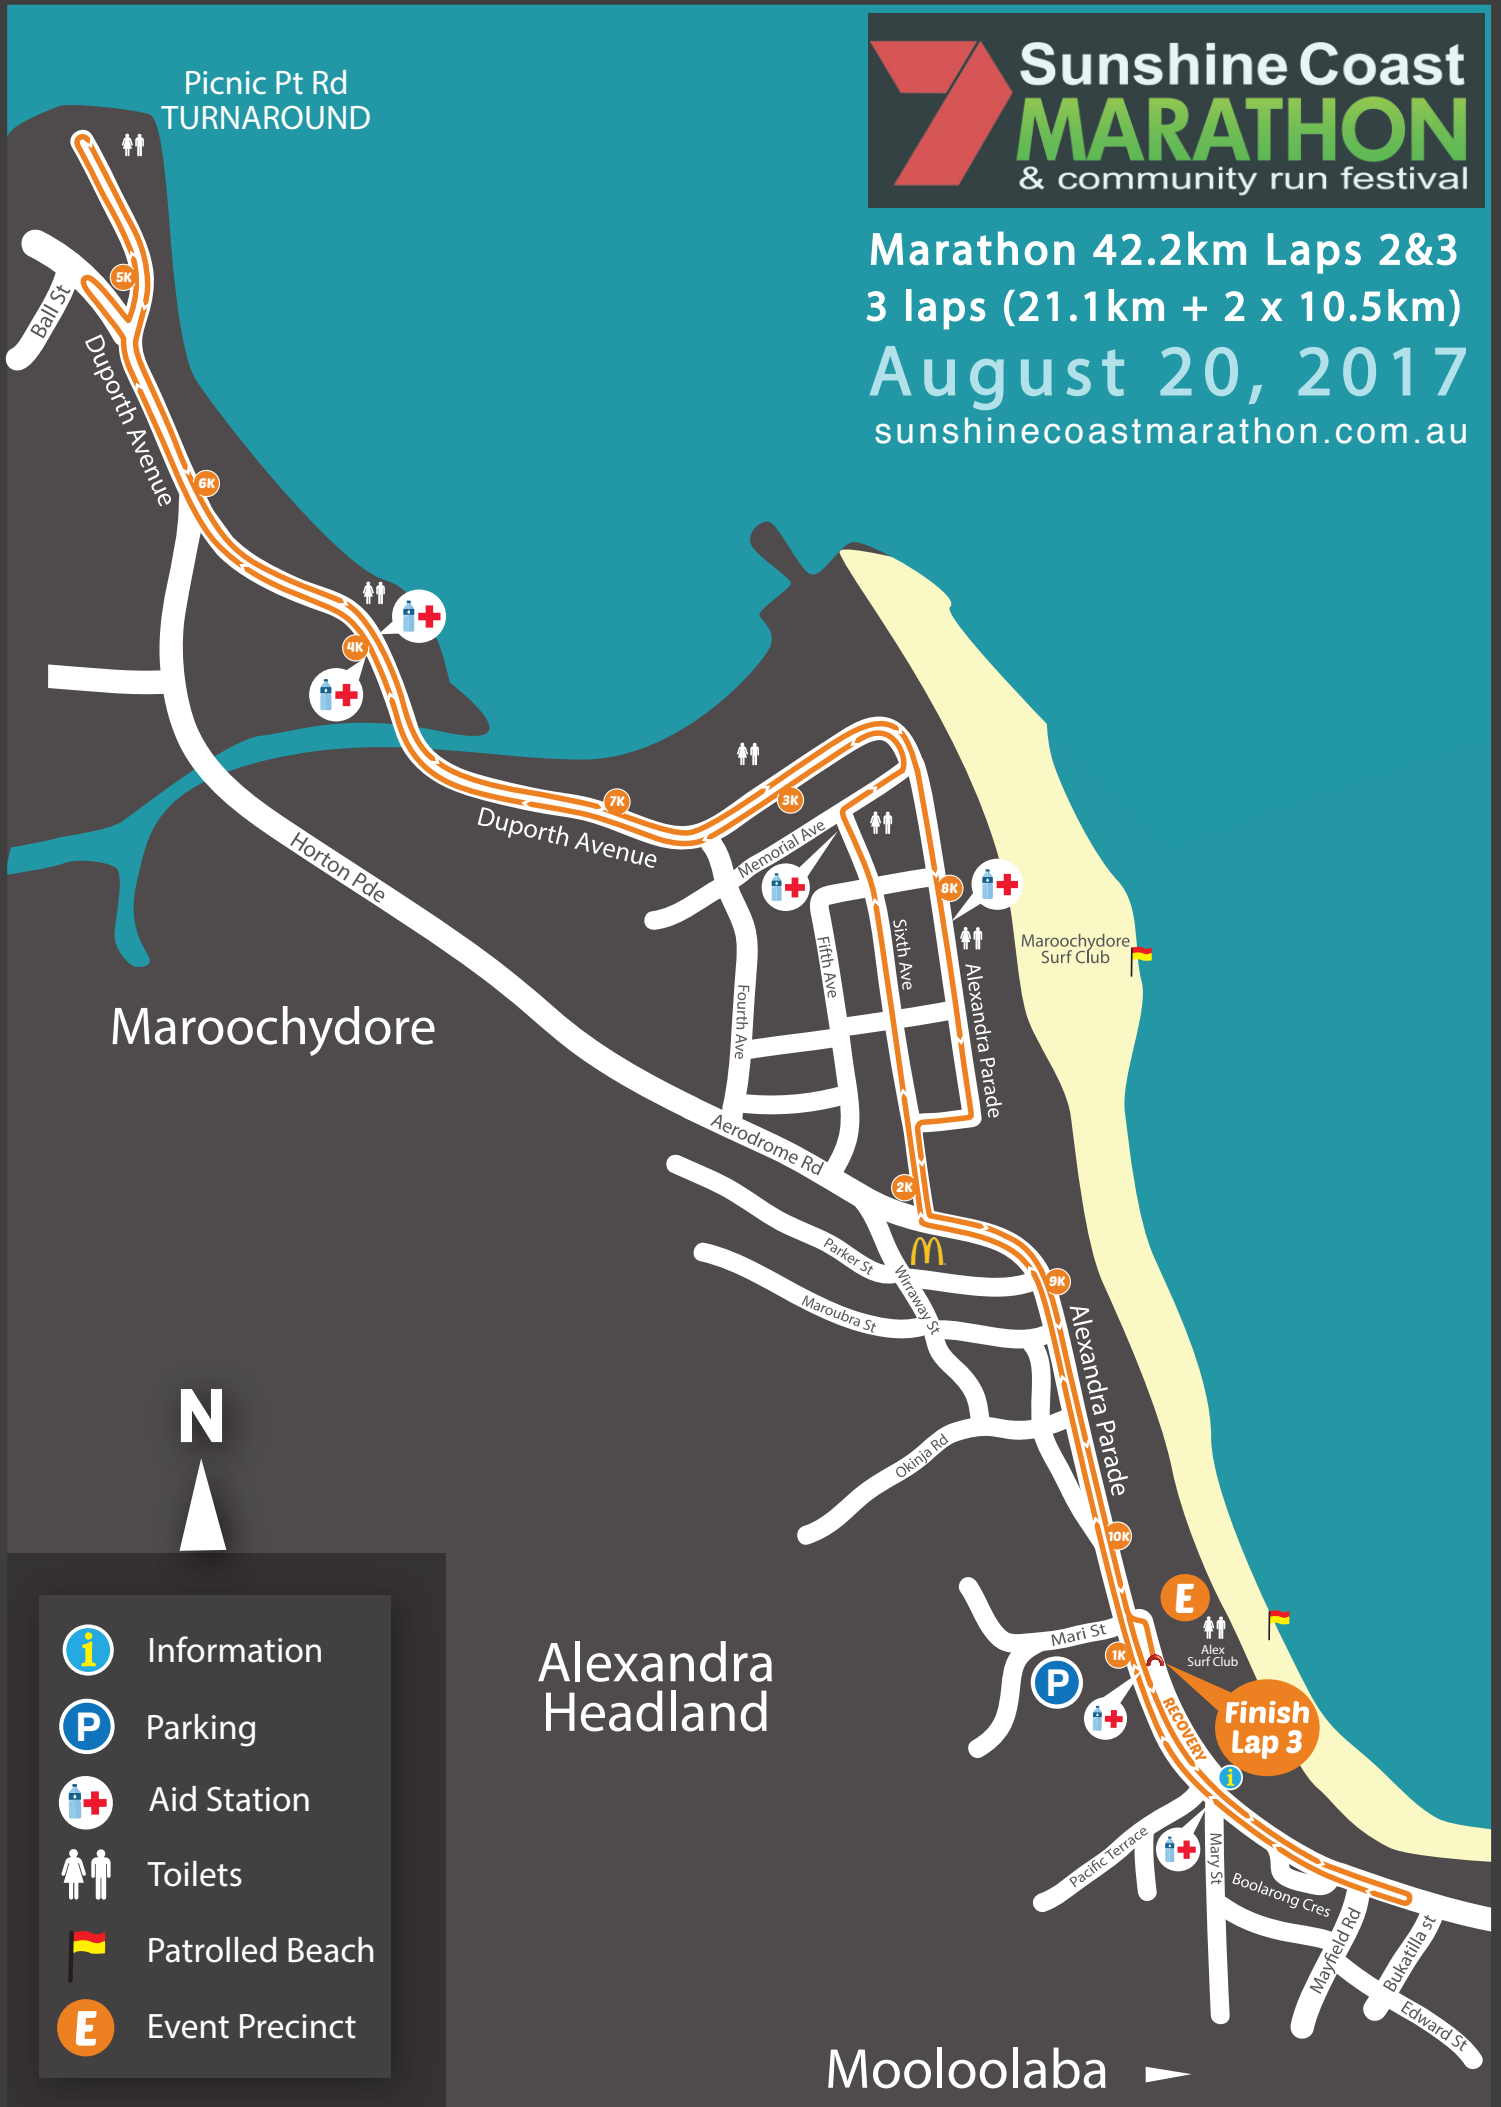 Picnic Pt Rd
TURNAROUND
7 Sunshine Coast
MARATHON
& community run festival
Marathon 42.2km Laps 2&3
3 laps (21.1km + 2 x 10.5km)
August 20, 2017
sunshinecoastmarathon.com.au
5K
Ball St
Duporth Avenue
6K
4K
7K
3K
Duporth Avenue
Memorial Ave
Horton Pde
8K
Sixth Ave
Fifth Ave
Fourth Ave
Maroochydore
Surf Club
Alexandra Parade
Maroochydore
Aerodrome Rd
2K
Parker St
Wirraway St
Maroubra St
9K
Alexandra Parade
Okinja Rd
N
10K
E
Mari St
1K
Alex
Surf Club
P
Alexandra
Headland
RECOVERY
Finish
Lap 3
i
Pacific Terrace
Mary St
Boolarong Cres
Mayfield Rd
Bukatilla st
Edward St
Mooloolaba
i Information
P Parking
Aid Station
Toilets
Patrolled Beach
E Event Precinct